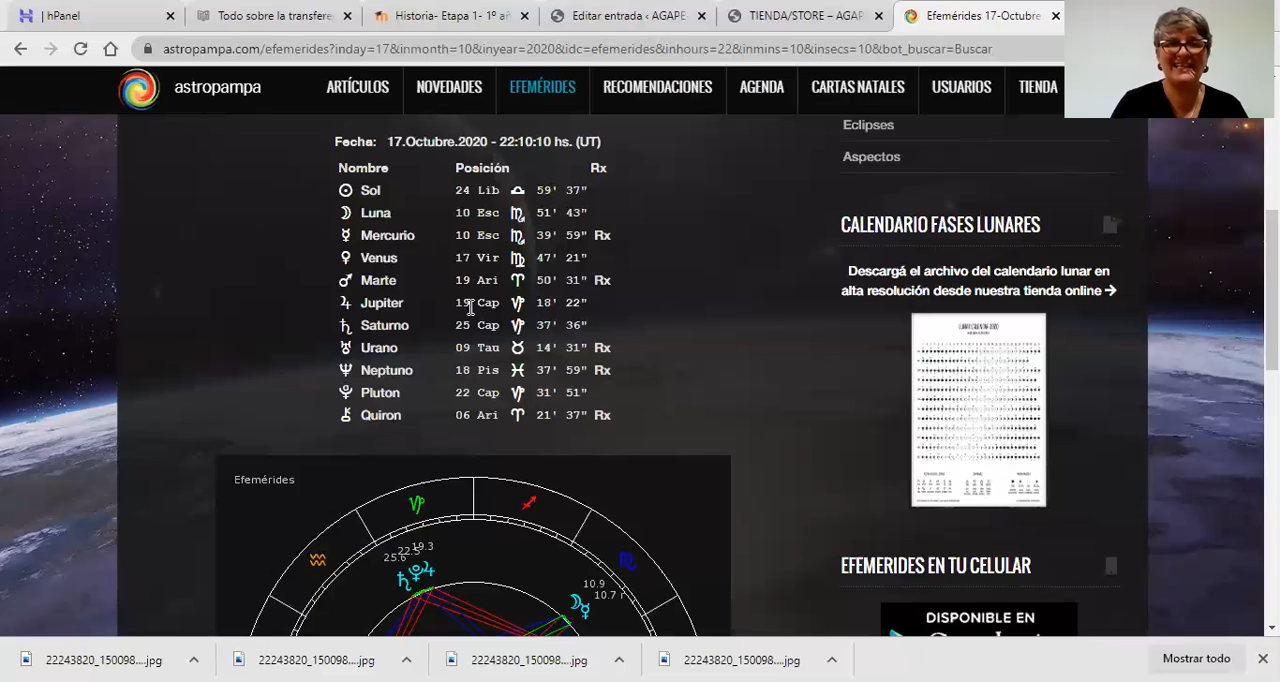 | hPanel
Todo sobre la transfere
Historia- Etapa 1- 1º añ
Editar entrada ‹ AGAPE
TIENDA/STORE – AGAP
Efemérides 17-Octubre
astropampa.com/efemerides?inday=17&inmonth=10&inyear=2020&idc=efemerides&inhours=22&inmins=10&insecs=10&bot_buscar=Buscar
astropampa
ARTÍCULOS
NOVEDADES
EFEMÉRIDES
RECOMENDACIONES
AGENDA
CARTAS NATALES
USUARIOS
TIENDA
Fecha: 17.Octubre.2020 - 22:10:10 hs. (UT)
Nombre Posición Rx
Sol 24 Lib ♎ 59' 37"
Luna 10 Esc ♏ 51' 43"
Mercurio 10 Esc ♏ 39' 59" Rx
Venus 17 Vir ♍ 47' 21"
Marte 19 Ari ♈ 50' 31" Rx
Jupiter 19 Cap ♑ 18' 22"
Saturno 25 Cap ♑ 37' 36"
Urano 09 Tau ♉ 14' 31" Rx
Neptuno 18 Pis ♓ 37' 59" Rx
Pluton 22 Cap ♑ 31' 51"
Quiron 06 Ari ♈ 21' 37" Rx
Efemérides
19.3
22.5
25.6
10.9
10.7 r
Eclipses
Aspectos
CALENDARIO FASES LUNARES
Descargá el archivo del calendario lunar en
alta resolución desde nuestra tienda online →
EFEMERIDES EN TU CELULAR
DISPONIBLE EN
22243820_150098....jpg
22243820_150098....jpg
22243820_150098....jpg
22243820_150098....jpg
Mostrar todo